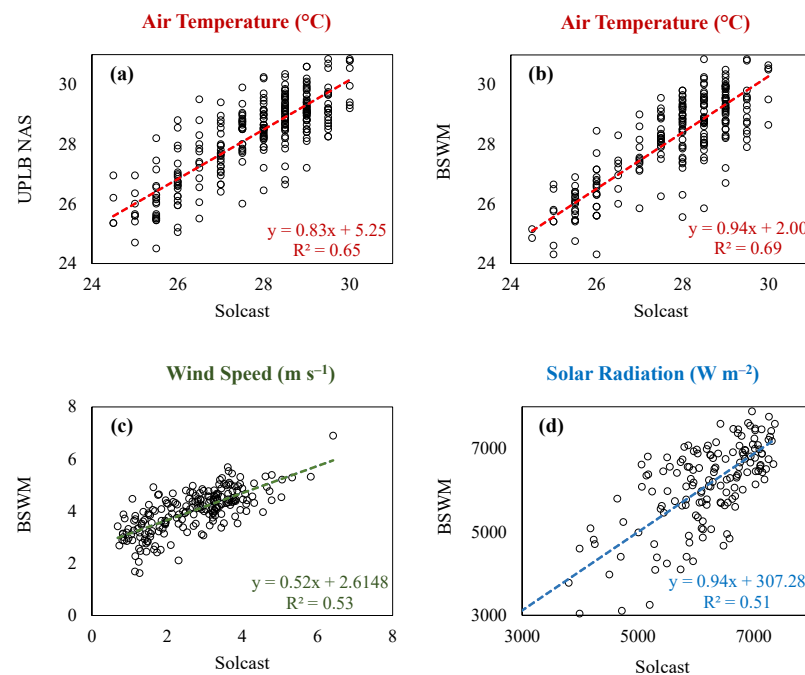 Air Temperature (°C)
(a)
UPLB NAS
30
28
26
24
24
26
28
30
y = 0.83x + 5.25
R² = 0.65
Solcast
Air Temperature (°C)
(b)
BSWM
30
28
26
24
24
26
28
30
y = 0.94x + 2.00
R² = 0.69
Solcast
Wind Speed (m s⁻¹)
(c)
BSWM
8
6
4
2
0
0
2
4
6
8
y = 0.52x + 2.6148
R² = 0.53
Solcast
Solar Radiation (W m⁻²)
(d)
BSWM
7000
5000
3000
3000
5000
7000
y = 0.94x + 307.28
R² = 0.51
Solcast